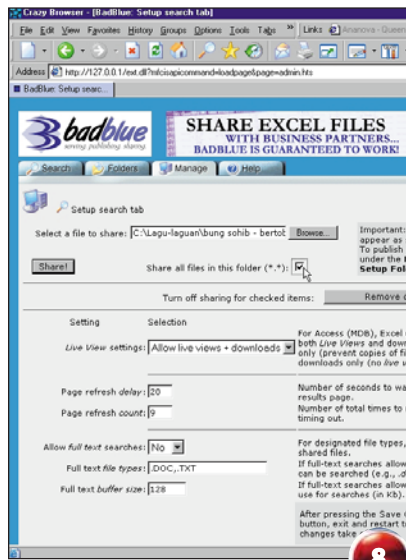 Crazy Browser - [BadBlue: Setup search tab]
File Edit View Favorites History Groups Options Tools Tabs » Links Ananova - Queen
Address http://127.0.0.1/ext.dll?mfcisapicommand=loadpage&page=admin.hts
BadBlue: Setup searc...
badblue
serving publishing sharing
SHARE EXCEL FILES
WITH BUSINESS PARTNERS...
BADBLUE IS GUARANTEED TO WORK!
Search Folders Manage Help
Setup search tab
Select a file to share: C:\Lagu-laguan\bung sohib - bertol Browse...
Important:
appear as
To publish
under the
Setup Fol
Share! Share all files in this folder (*.*):
Turn off sharing for checked items: Remove
Setting Selection
Live View settings: Allow live views + downloads
For Access (MDB), Excel
both Live Views and down
only (prevent copies of fi
downloads only (no live
Page refresh delay: 20
Number of seconds to wa
results page.
Page refresh count: 9
Number of total times to
timing out.
Allow full text searches: No
For designated file types,
shared files.
Full text file types: .DOC,.TXT
If full-text searches allow
can be searched (e.g., .d
Full text buffer size: 128
If full-text searches allow
use for searches (in Kb).
After pressing the Save
button, exit and restart t
changes take
8